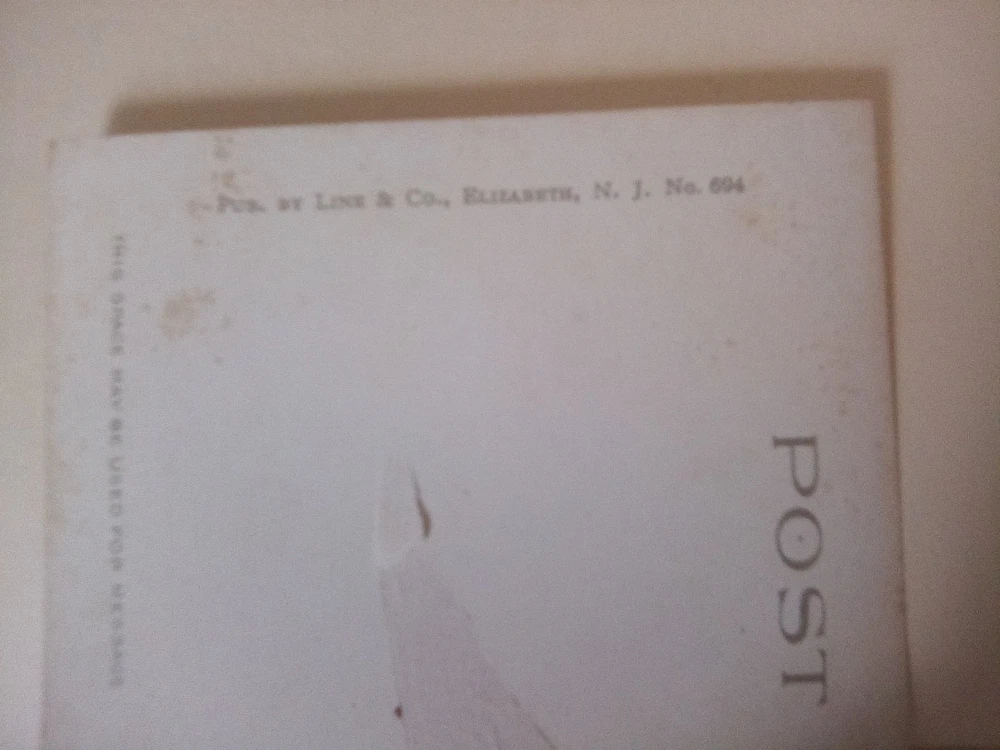 PUB. BY LINK & CO., ELIZABETH, N. J. No. 694
THIS SPACE MAY BE USED FOR MESSAGE
POST